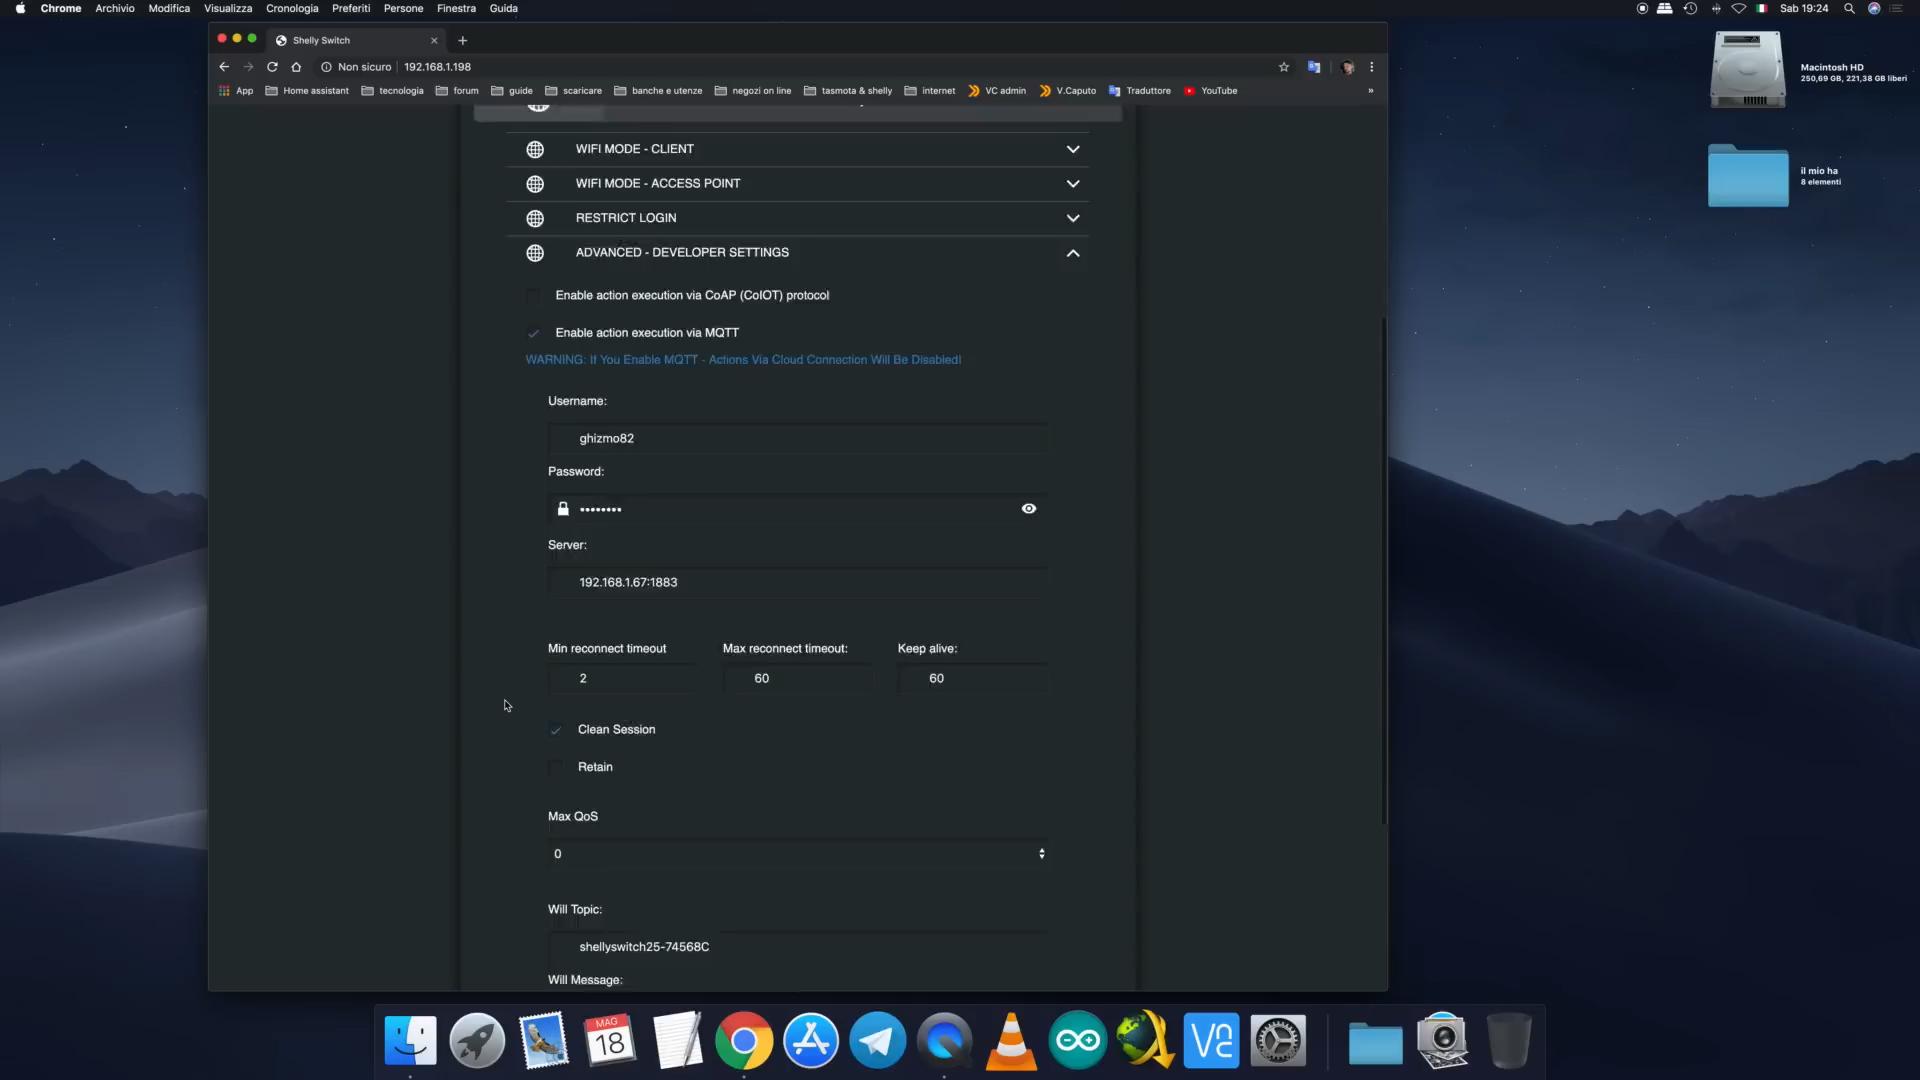 Chrome Archivio Modifica Visualizza Cronologia Preferiti Persone Finestra Guida
Sab 19:24
Shelly Switch
Non sicuro 192.168.1.198
App Home assistant tecnologia forum guide scaricare banche e utenze negozi on line tasmota & shelly internet VC admin V.Caputo Traduttore YouTube »
WIFI MODE - CLIENT
WIFI MODE - ACCESS POINT
RESTRICT LOGIN
ADVANCED - DEVELOPER SETTINGS
Enable action execution via CoAP (CoIOT) protocol
Enable action execution via MQTT
WARNING: If You Enable MQTT - Actions Via Cloud Connection Will Be Disabled!
Username:
ghizmo82
Password:
••••••••
Server:
192.168.1.67:1883
Min reconnect timeout Max reconnect timeout: Keep alive:
2 60 60
Clean Session
Retain
Max QoS
0
Will Topic:
shellyswitch25-74568C
Will Message:
Macintosh HD
250,69 GB, 221,38 GB liberi
il mio ha
8 elementi
MAG
18